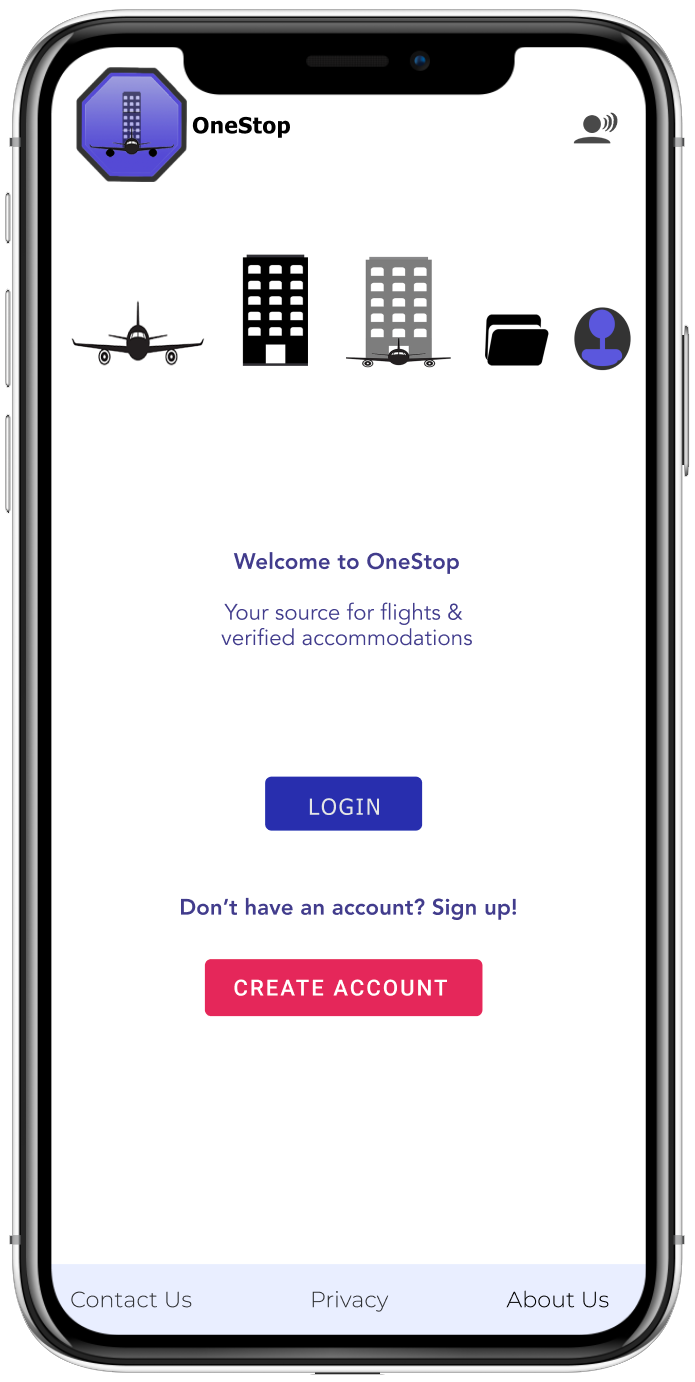 OneStop
Welcome to OneStop
Your source for flights &
verified accommodations
LOGIN
Don’t have an account? Sign up!
CREATE ACCOUNT
Contact Us
Privacy
About Us